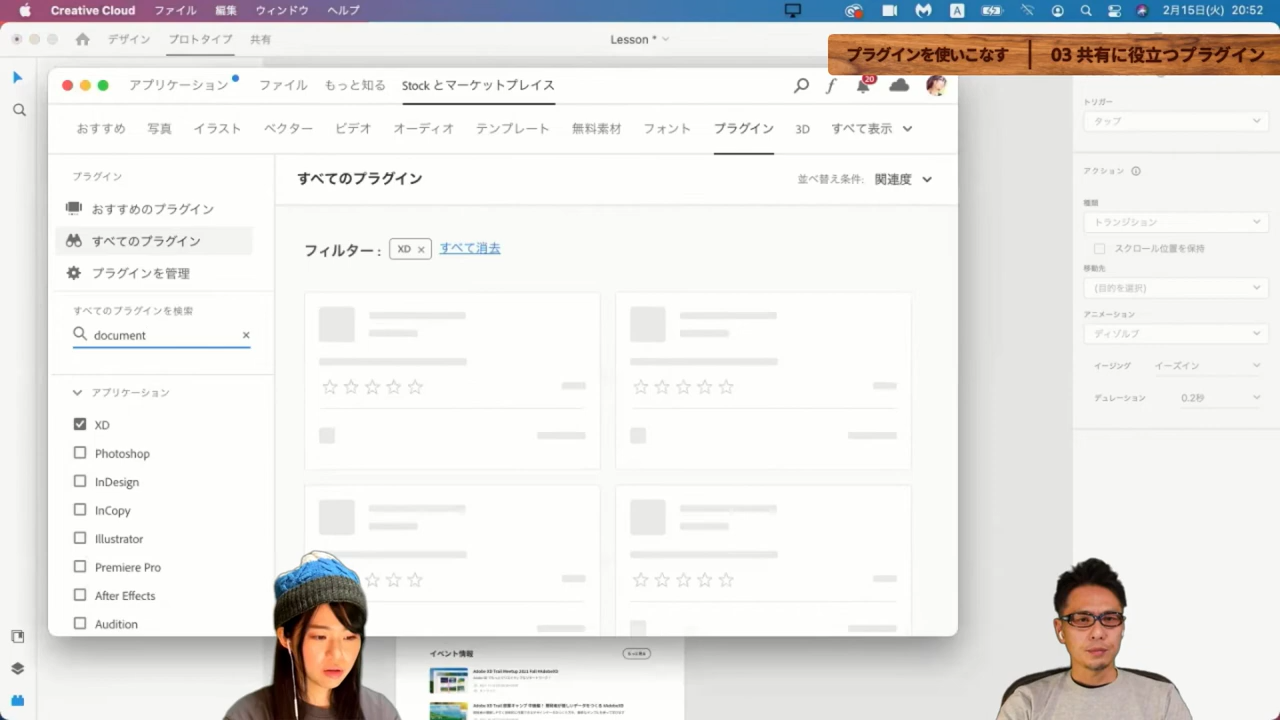 Creative Cloud ファイル 編集 ウィンドウ ヘルプ
2月15日(火) 20:52
デザイン プロトタイプ 共有
Lesson *
プラグインを使いこなす | 03 共有に役立つプラグイン
もっと知る Stock とマーケットプレイス
20
おすすめ 写真 イラスト ベクター ビデオ オーディオ テンプレート 無料素材 フォント プラグイン 3D すべて表示
プラグイン
おすすめのプラグイン
すべてのプラグイン
プラグインを管理
すべてのプラグインを検索
document
アプリケーション
XD
Photoshop
InDesign
InCopy
Illustrator
Premiere Pro
After Effects
Audition
すべてのプラグイン
並べ替え条件: 関連度
フィルター : XD すべて消去
トリガー
タップ
アクション
種類
トランジション
スクロール位置を保持
移動先
(目的を選択)
アニメーション
ディゾルブ
イージング イーズイン
デュレーション 0.2秒
イベント情報
もっと見る